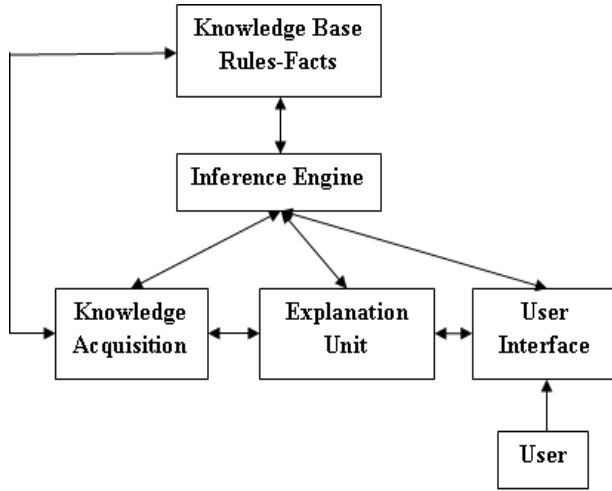 Knowledge Base
Rules-Facts
Inference Engine
Knowledge
Acquisition
Explanation
Unit
User
Interface
User